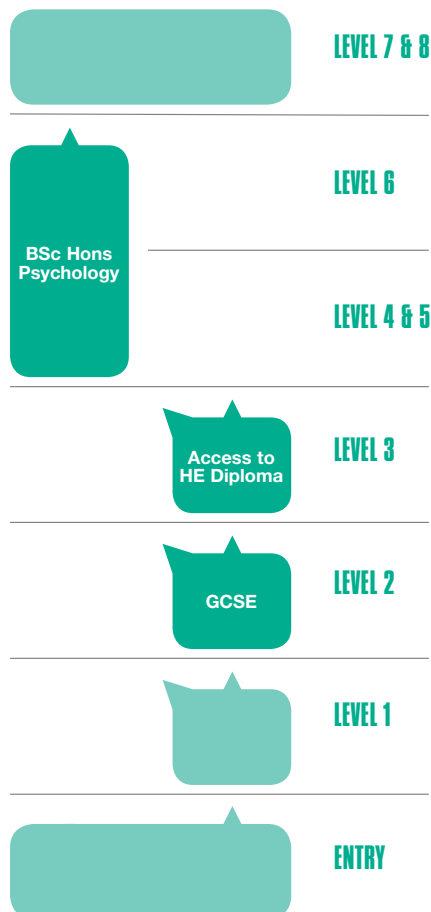 LEVEL 7 & 8
LEVEL 6
BSc Hons
Psychology
LEVEL 4 & 5
LEVEL 3
Access to
HE Diploma
LEVEL 2
GCSE
LEVEL 1
ENTRY